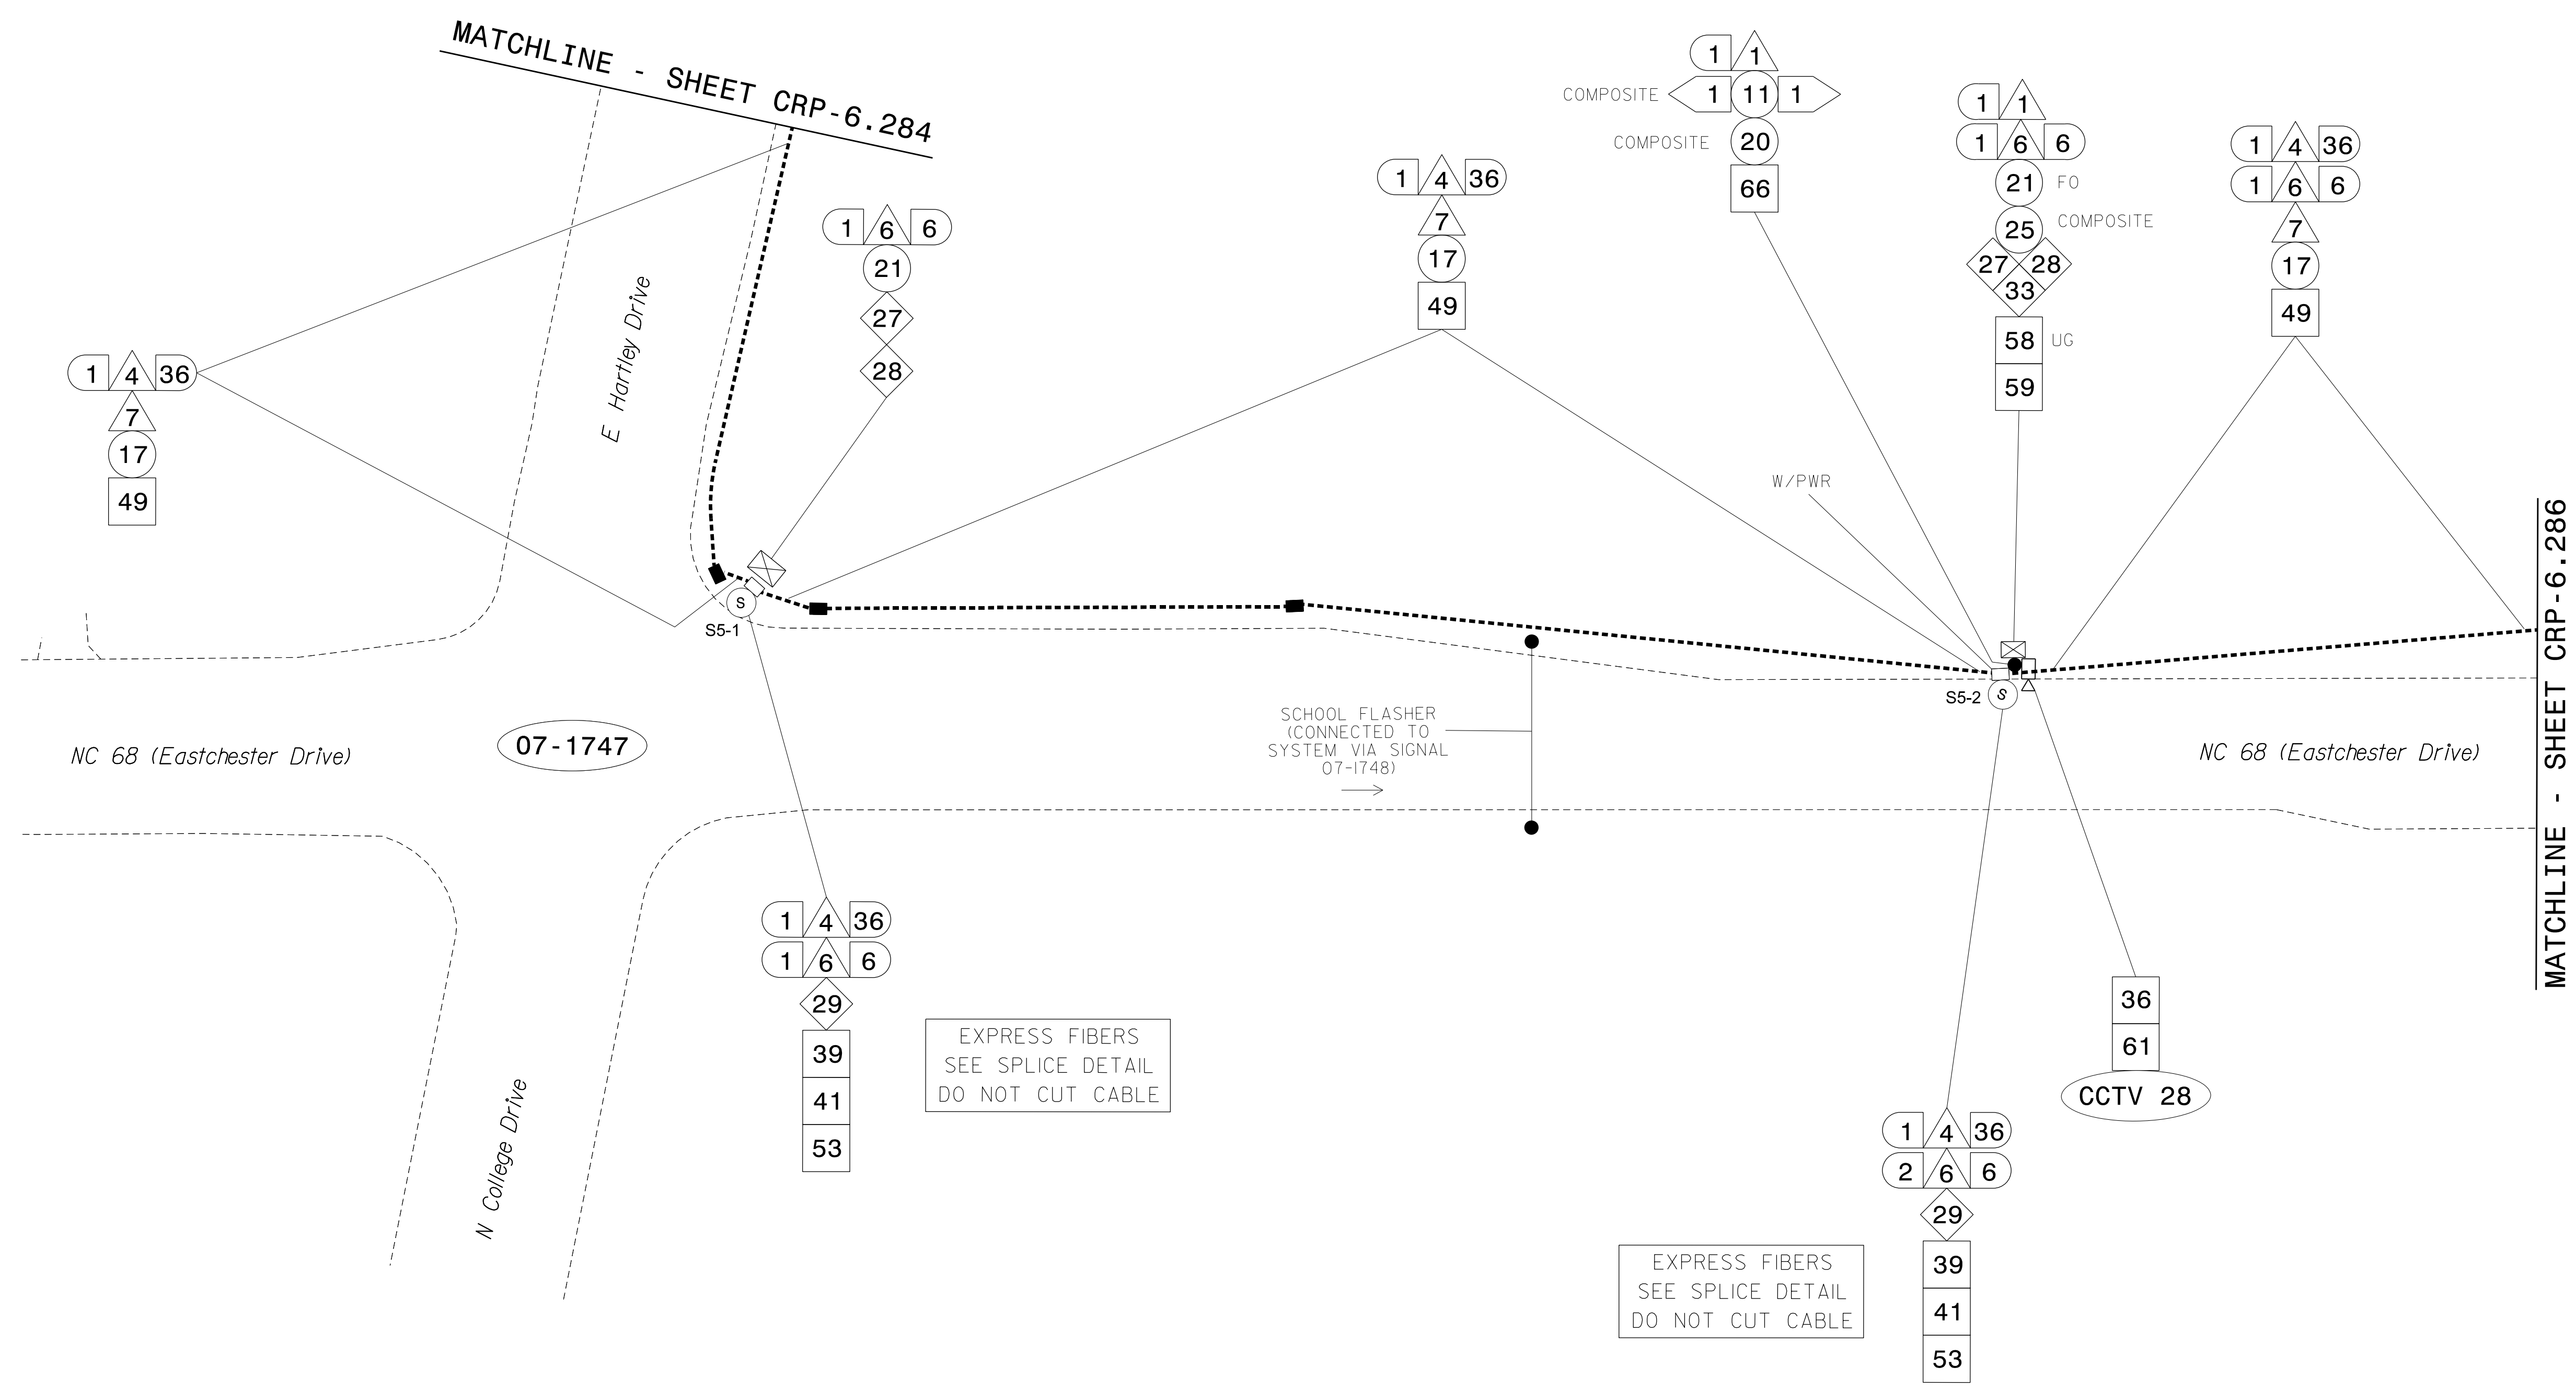 MATCHLINE - SHEET CRP-6.284
1 4 36
7
17
49
E Hartley Drive
1 6 6
21
27
28
1 4 36
7
17
49
1 1
COMPOSITE 1 11 1
COMPOSITE 20
66
1 1
1 6 6
21 FO
25 COMPOSITE
27 28
33
58 UG
59
1 4 36
1 6 6
7
17
49
W/PWR
S
S5-1
S
S5-2
SCHOOL FLASHER
(CONNECTED TO
SYSTEM VIA SIGNAL
07-1748)
NC 68 (Eastchester Drive)
07-1747
NC 68 (Eastchester Drive)
MATCHLINE - SHEET CRP-6.286
N College Drive
1 4 36
1 6 6
29
39
41
53
EXPRESS FIBERS
SEE SPLICE DETAIL
DO NOT CUT CABLE
36
61
CCTV 28
1 4 36
2 6 6
29
39
41
53
EXPRESS FIBERS
SEE SPLICE DETAIL
DO NOT CUT CABLE